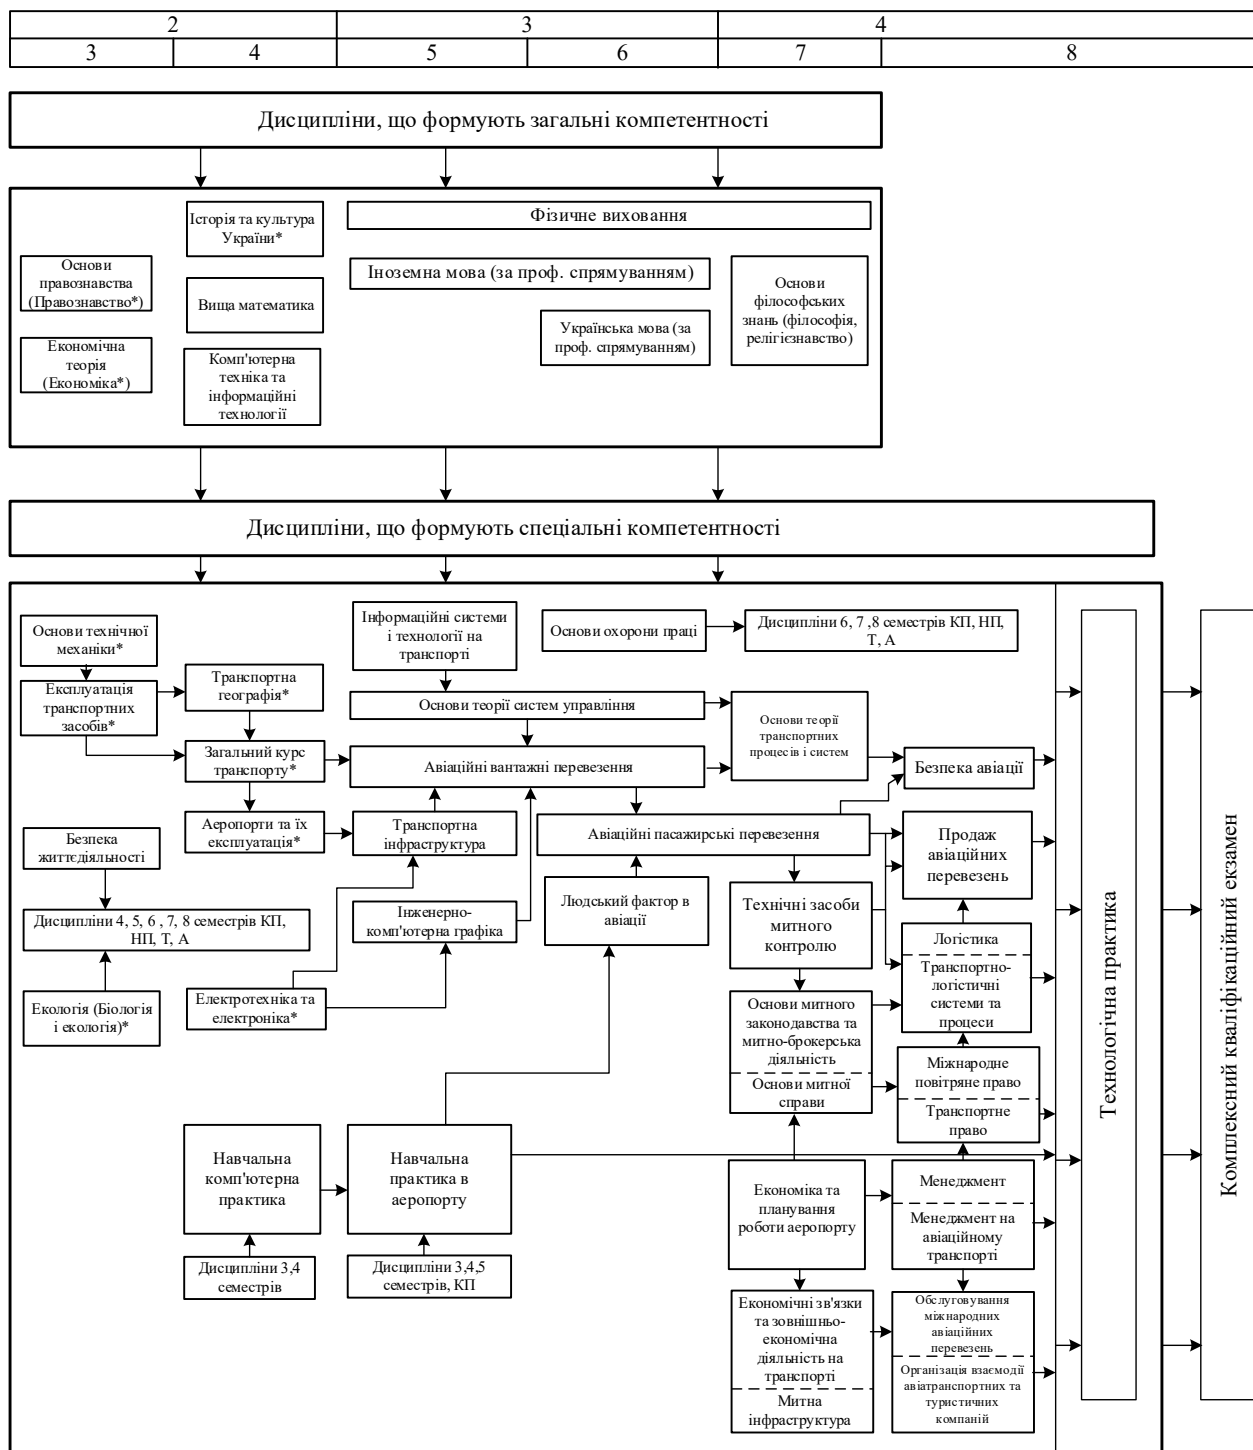 2 3 4
3 4 5 6 7 8
Дисципліни, що формують загальні компетентності
Історія та культура
України*
Фізичне виховання
Основи
правознавства
(Правознавство*)
Іноземна мова (за проф. спрямуванням)
Основи
філософських
знань (філософія,
релігієзнавство)
Вища математика
Українська мова (за
проф. спрямуванням)
Економічна
теорія
(Економіка*)
Комп'ютерна
техніка та
інформаційні
технології
Дисципліни, що формують спеціальні компетентності
Основи технічної
механіки*
Інформаційні системи
і технології на
транспорті
Основи охорони праці
Дисципліни 6, 7 ,8 семестрів КП, НП,
Т, А
Експлуатація
транспортних
засобів*
Транспортна
географія*
Основи теорії систем управління
Основи теорії
транспортних
процесів і систем
Загальний курс
транспорту*
Авіаційні вантажні перевезення
Безпека авіації
Аеропорти та їх
експлуатація*
Транспортна
інфраструктура
Авіаційні пасажирські перевезення
Продаж
авіаційних
перевезень
Безпека
життєдіяльності
Людський фактор в
авіації
Технічні засоби
митного
контролю
Дисципліни 4, 5, 6 , 7, 8 семестрів КП,
НП, Т, А
Інженерно-
комп'ютерна графіка
Логістика
Транспортно-
логістичні
системи та
процеси
Екологія (Біологія
і екологія)*
Електротехніка та
електроніка*
Основи митного
законодавства та
митно-брокерська
діяльність
Основи митної
справи
Міжнародне
повітряне право
Транспортне
право
Навчальна
комп'ютерна
практика
Навчальна
практика в
аеропорту
Економіка та
планування
роботи аеропорту
Менеджмент
Менеджмент на
авіаційному
транспорті
Дисципліни 3,4
семестрів
Дисципліни 3,4,5
семестрів, КП
Економічні зв'язки
та зовнішньо-
економічна
діяльність на
транспорті
Митна
інфраструктура
Обслуговування
міжнародних
авіаційних
перевезень
Організація взаємодії
авіатранспортних та
туристичних
компаній
Технологічна практика
Комплексний кваліфікаційний екзамен